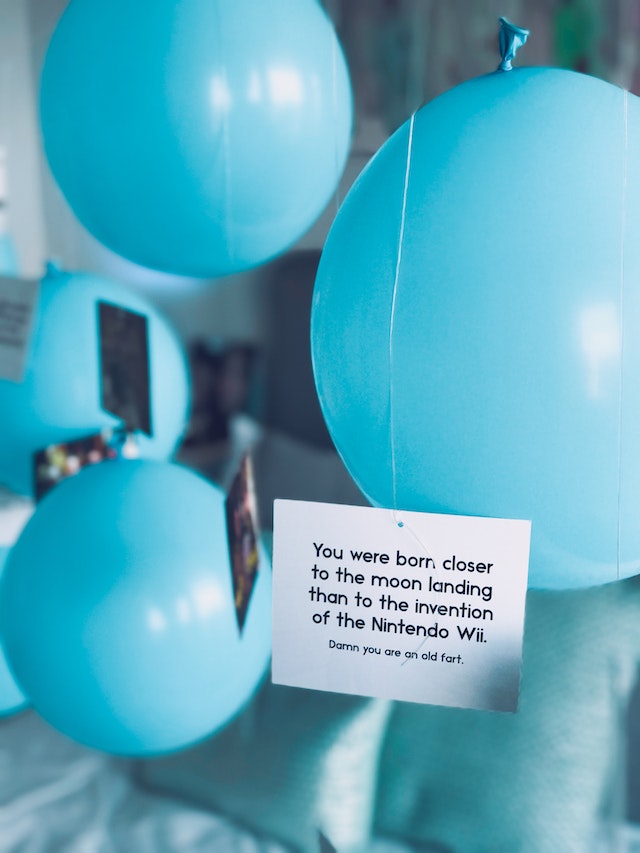 You were born closer
to the moon landing
than to the invention
of the Nintendo Wii.
Damn you are an old fart.